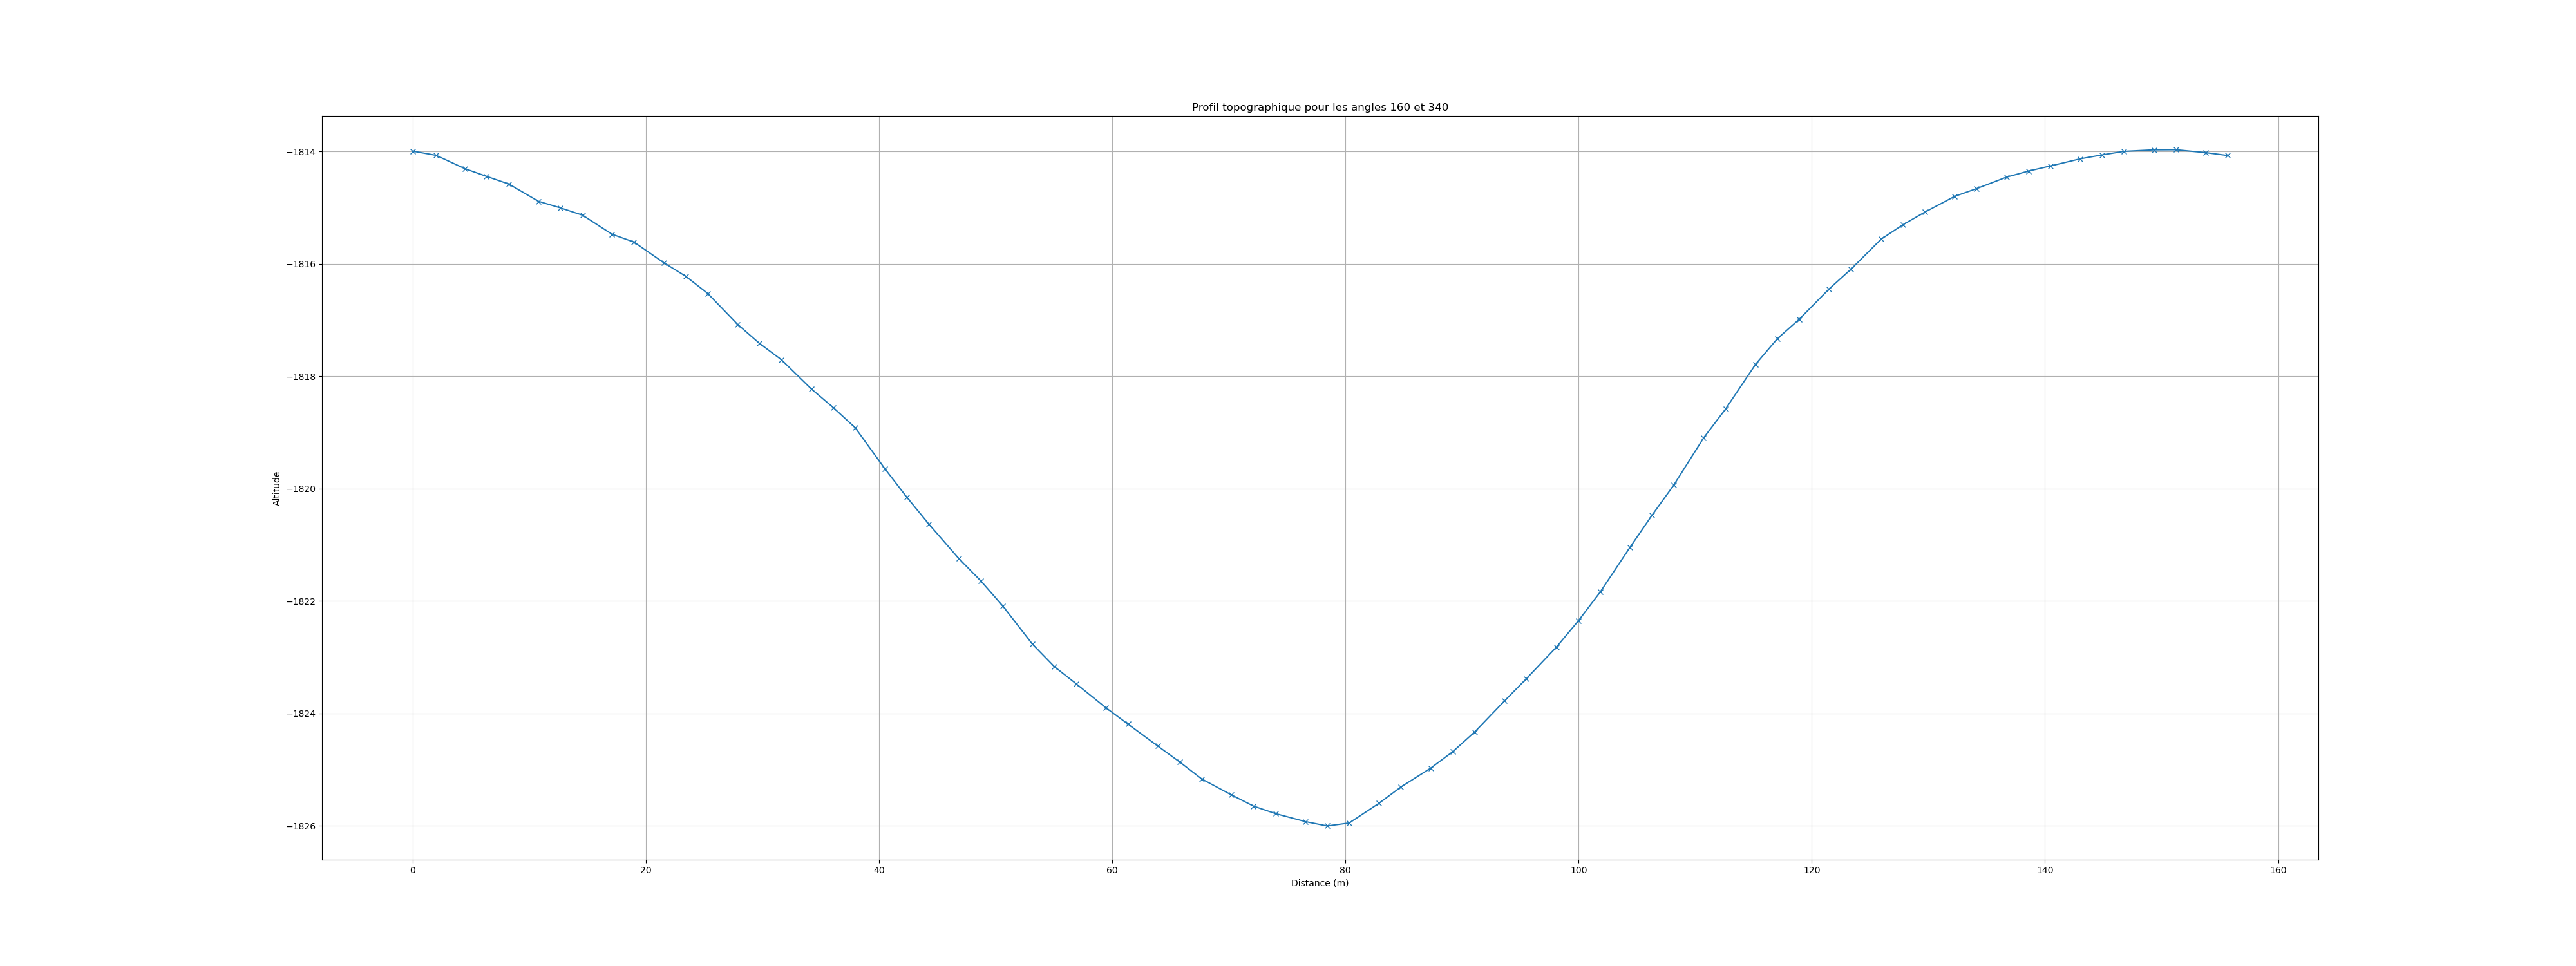 Profil topographique pour les angles 160 et 340
Altitude
−1814
−1816
−1818
−1820
−1822
−1824
−1826
0 20 40 60 80 100 120 140 160
Distance (m)